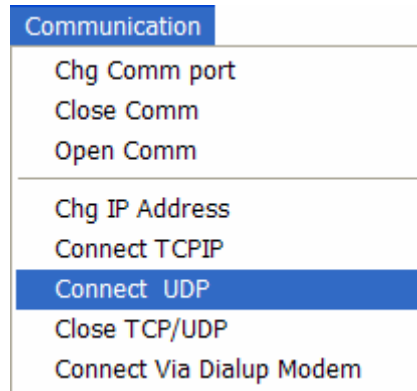 Communication
Chg Comm port
Close Comm
Open Comm
Chg IP Address
Connect TCPIP
Connect  UDP
Close TCP/UDP
Connect Via Dialup Modem